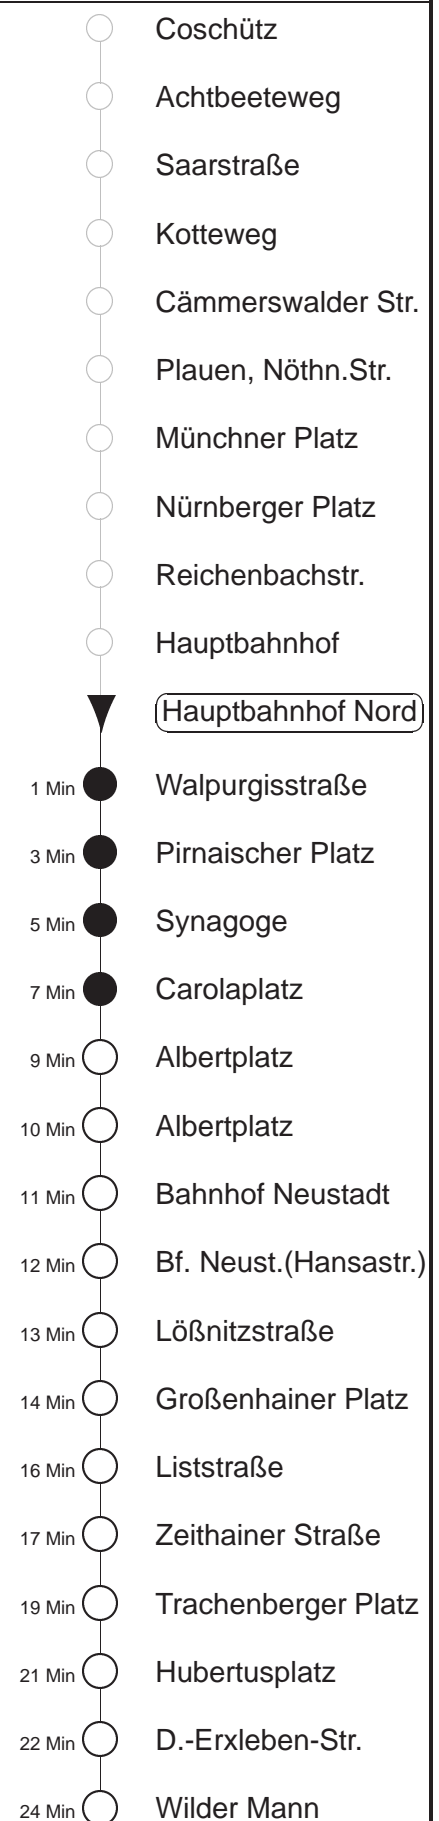 Coschütz
Achtbeeteweg
Saarstraße
Kotteweg
Cämmerswalder Str.
Plauen, Nöthn.Str.
Münchner Platz
Nürnberger Platz
Reichenbachstr.
Hauptbahnhof
Hauptbahnhof Nord
1 Min Walpurgisstraße
3 Min Pirnaischer Platz
5 Min Synagoge
7 Min Carolaplatz
9 Min Albertplatz
10 Min Albertplatz
11 Min Bahnhof Neustadt
12 Min Bf. Neust.(Hansastr.)
13 Min Lößnitzstraße
14 Min Großenhainer Platz
16 Min Liststraße
17 Min Zeithainer Straße
19 Min Trachenberger Platz
21 Min Hubertusplatz
22 Min D.-Erxleben-Str.
24 Min Wilder Mann